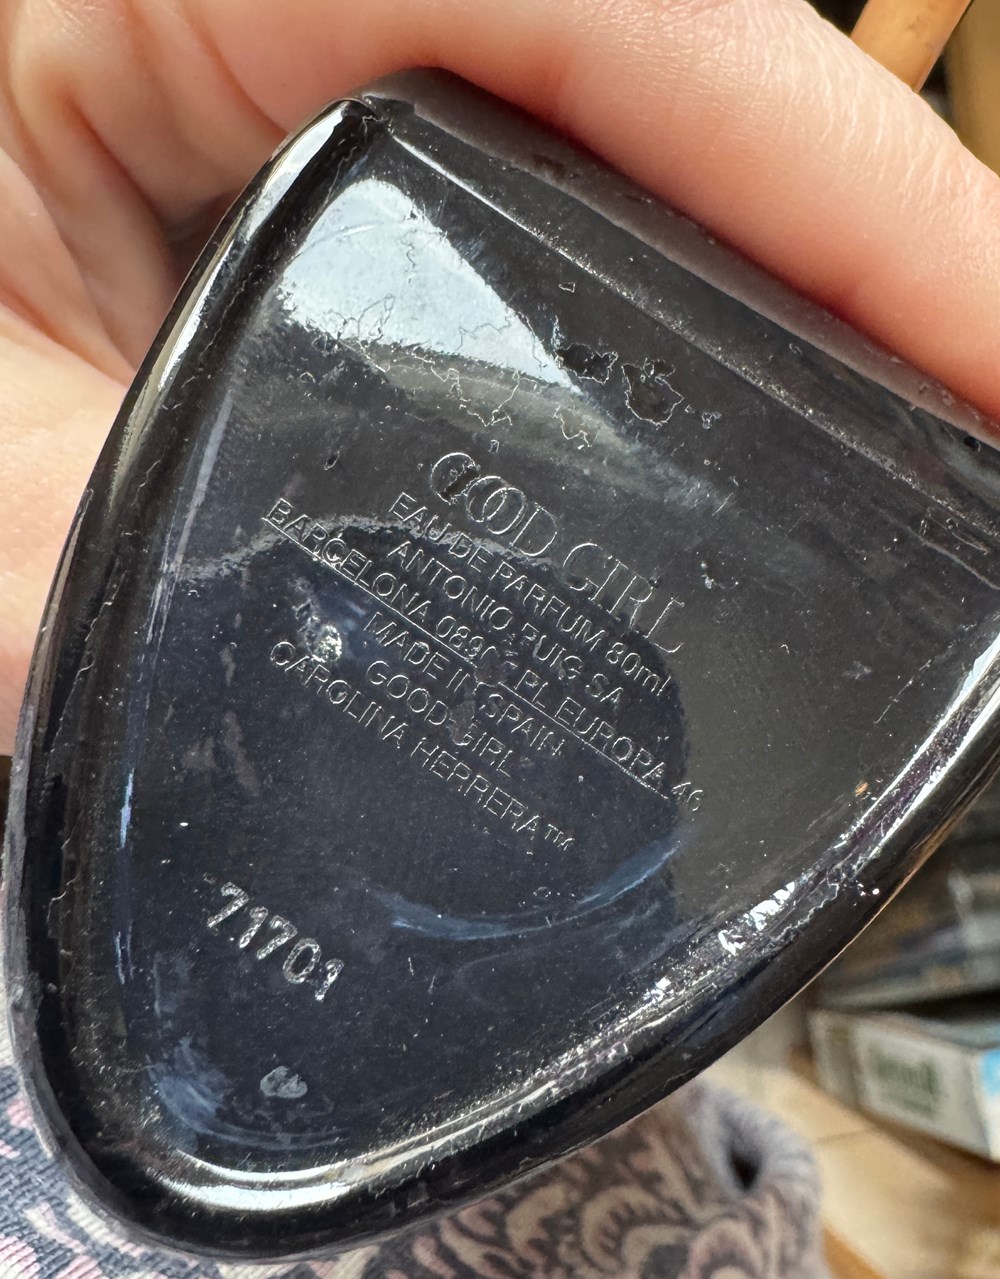 GOOD GIRL
EAU DE PARFUM 80ml
ANTONIO PUIG SA
BARCELONA 08907 PL EUROPA 46
MADE IN SPAIN
GOOD GIRL
CAROLINA HERRERA™
71701